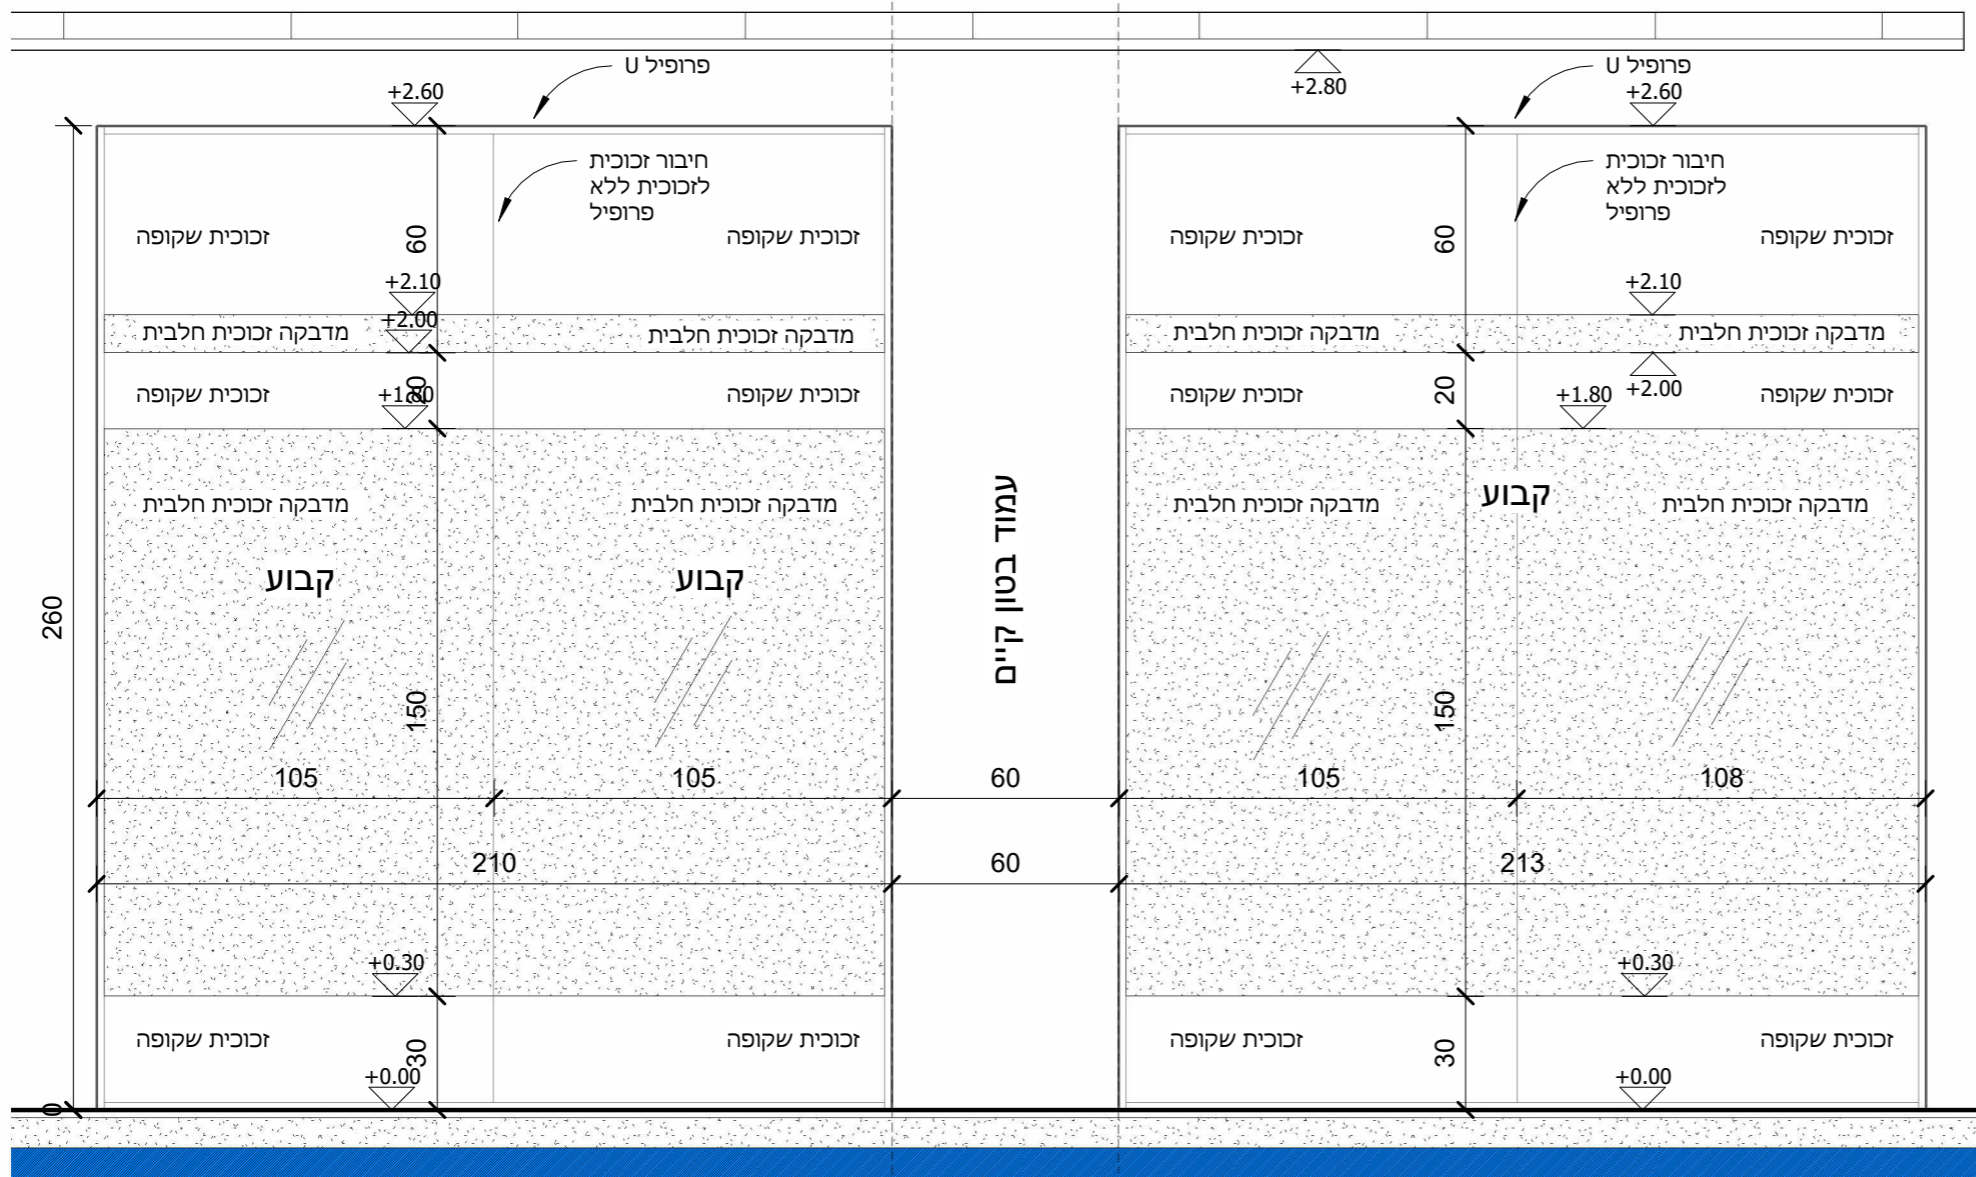 פרופיל U
פרופיל U
+2.60
+2.80
+2.60
חיבור זכוכית
לזכוכית ללא
פרופיל
חיבור זכוכית
לזכוכית ללא
פרופיל
זכוכית שקופה
60
זכוכית שקופה
זכוכית שקופה
60
זכוכית שקופה
+2.10
+2.10
מדבקה זכוכית חלבית
+2.00
מדבקה זכוכית חלבית
מדבקה זכוכית חלבית
מדבקה זכוכית חלבית
זכוכית שקופה
+1.80
20
זכוכית שקופה
זכוכית שקופה
20
+1.80
+2.00
זכוכית שקופה
מדבקה זכוכית חלבית
מדבקה זכוכית חלבית
מדבקה זכוכית חלבית
קבוע
מדבקה זכוכית חלבית
קבוע
קבוע
עמוד בטון קיים
260
150
150
105
105
60
105
108
210
60
213
+0.30
+0.30
זכוכית שקופה
30
זכוכית שקופה
זכוכית שקופה
30
זכוכית שקופה
+0.00
+0.00
0